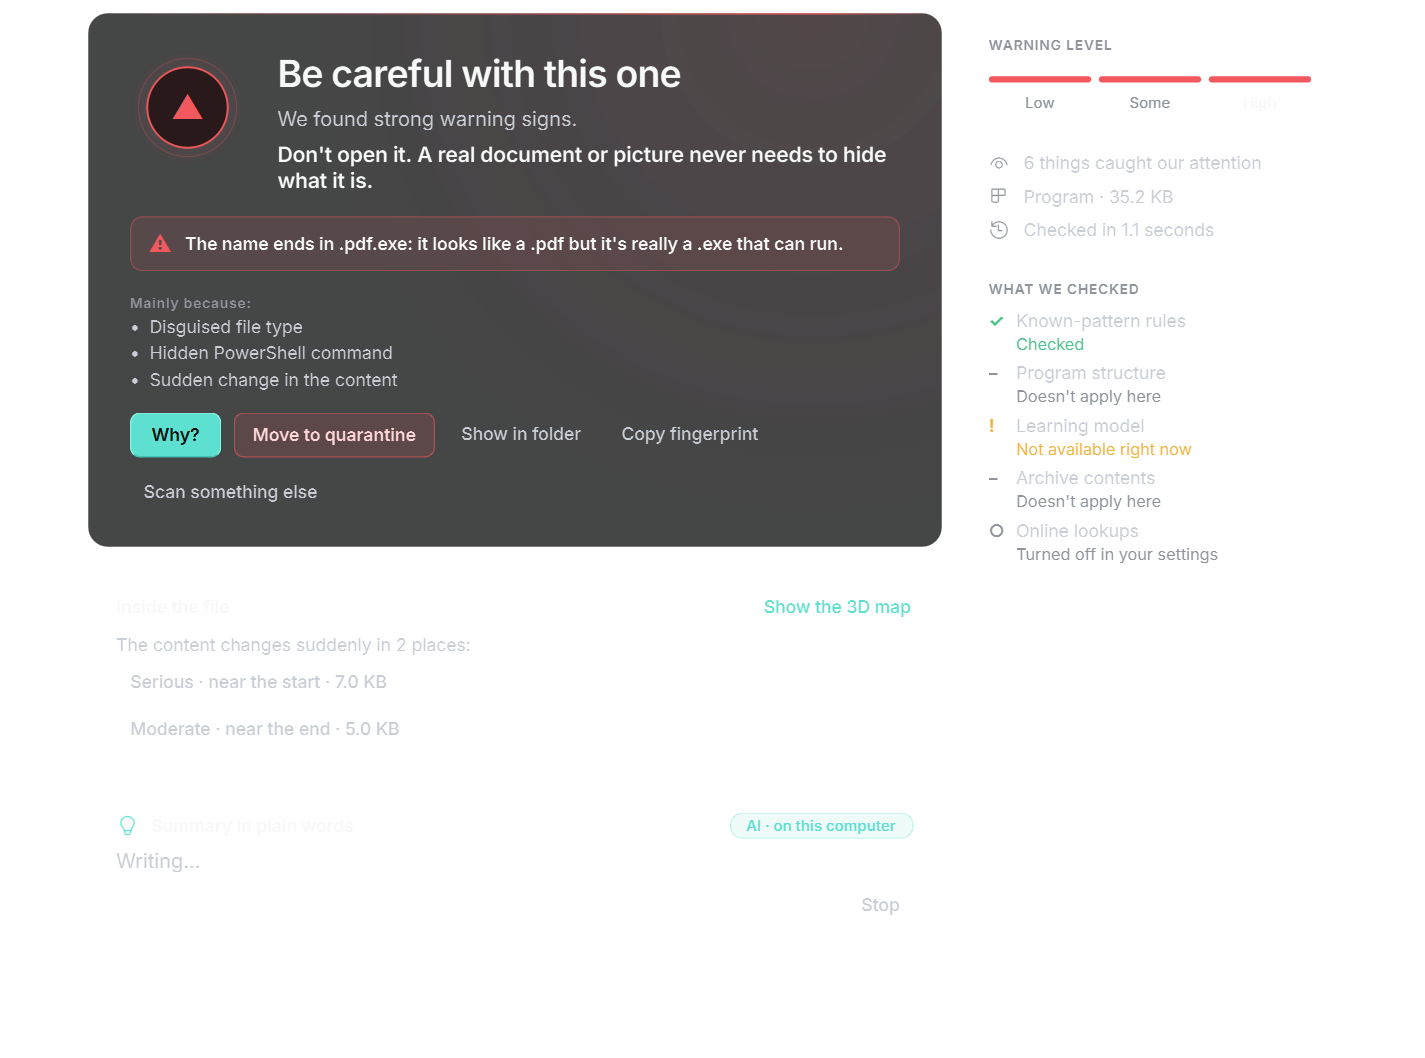 Be careful with this one
We found strong warning signs.
Don't open it. A real document or picture never needs to hide
what it is.
The name ends in .pdf.exe: it looks like a .pdf but it's really a .exe that can run.
Mainly because:
• Disguised file type
• Hidden PowerShell command
• Sudden change in the content
Why?
Move to quarantine
Show in folder
Copy fingerprint
Scan something else
Inside the file
Show the 3D map
The content changes suddenly in 2 places:
Serious · near the start · 7.0 KB
Moderate · near the end · 5.0 KB
Summary in plain words
AI · on this computer
Writing...
Stop
WARNING LEVEL
Low
Some
High
6 things caught our attention
Program · 35.2 KB
Checked in 1.1 seconds
WHAT WE CHECKED
Known-pattern rules
Checked
Program structure
Doesn't apply here
Learning model
Not available right now
Archive contents
Doesn't apply here
Online lookups
Turned off in your settings